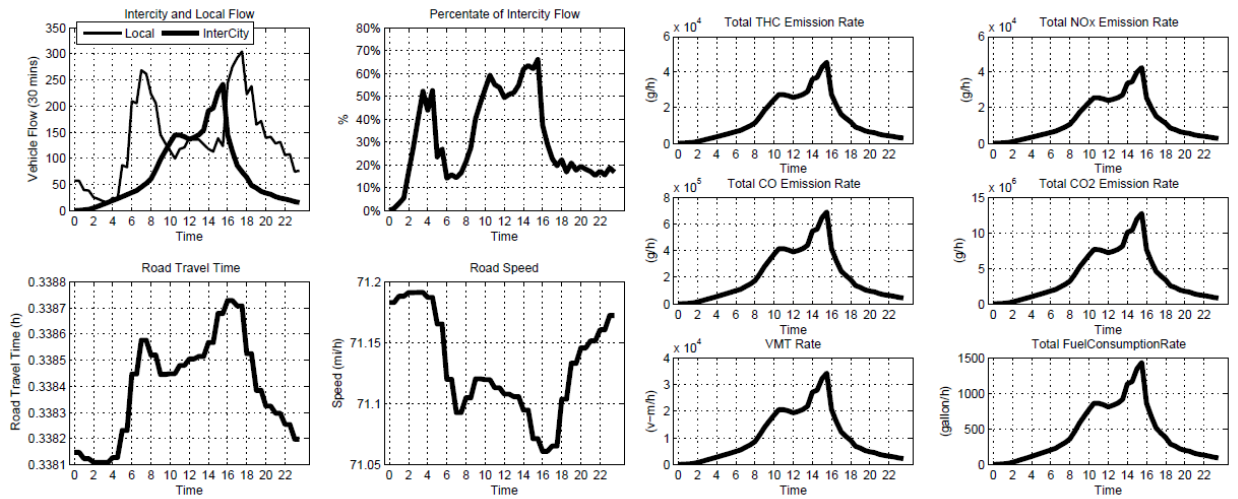 Intercity and Local Flow
Local InterCity
Vehicle Flow (30 mins)
350
300
250
200
150
100
50
0
0 2 4 6 8 10 12 14 16 18 20 22
Time
Percentate of Intercity Flow
%
80%
70%
60%
50%
40%
30%
20%
10%
0%
0 2 4 6 8 10 12 14 16 18 20 22
Time
Total THC Emission Rate
x 10^4
(g/h)
6
4
2
0
0 2 4 6 8 10 12 14 16 18 20 22
Time
Total NOx Emission Rate
x 10^4
(g/h)
6
4
2
0
0 2 4 6 8 10 12 14 16 18 20 22
Time
Total CO Emission Rate
x 10^5
(g/h)
8
6
4
2
0
0 2 4 6 8 10 12 14 16 18 20 22
Time
Total CO2 Emission Rate
x 10^6
(g/h)
15
10
5
0
0 2 4 6 8 10 12 14 16 18 20 22
Time
Road Travel Time
Road Travel Time (h)
0.3388
0.3387
0.3386
0.3385
0.3384
0.3383
0.3382
0.3381
0 2 4 6 8 10 12 14 16 18 20 22
Time
Road Speed
Speed (mi/h)
71.2
71.15
71.1
71.05
0 2 4 6 8 10 12 14 16 18 20 22
Time
VMT Rate
x 10^4
(v−m/h)
4
3
2
1
0
0 2 4 6 8 10 12 14 16 18 20 22
Time
Total FuelConsumptionRate
(gallon/h)
1500
1000
500
0
0 2 4 6 8 10 12 14 16 18 20 22
Time